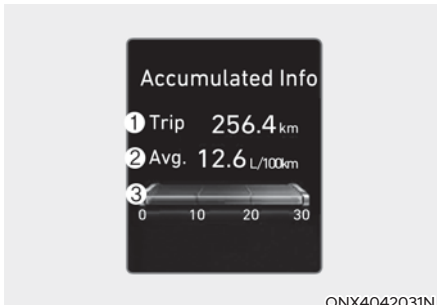 Accumulated Info
① Trip 256.4 km
② Avg. 12.6 L/100km
③
0 10 20 30
ONX4042031N